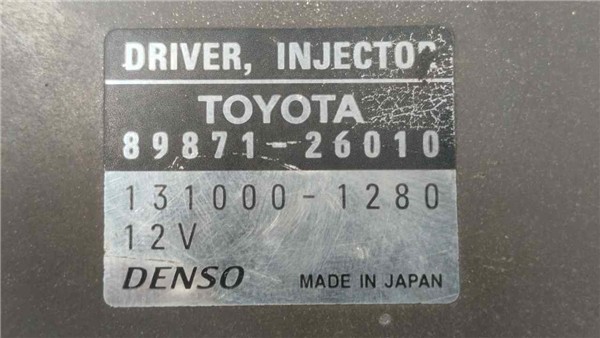 DRIVER, INJECTOR
TOYOTA
89871-26010
131000-1280
12V
DENSO
MADE IN JAPAN